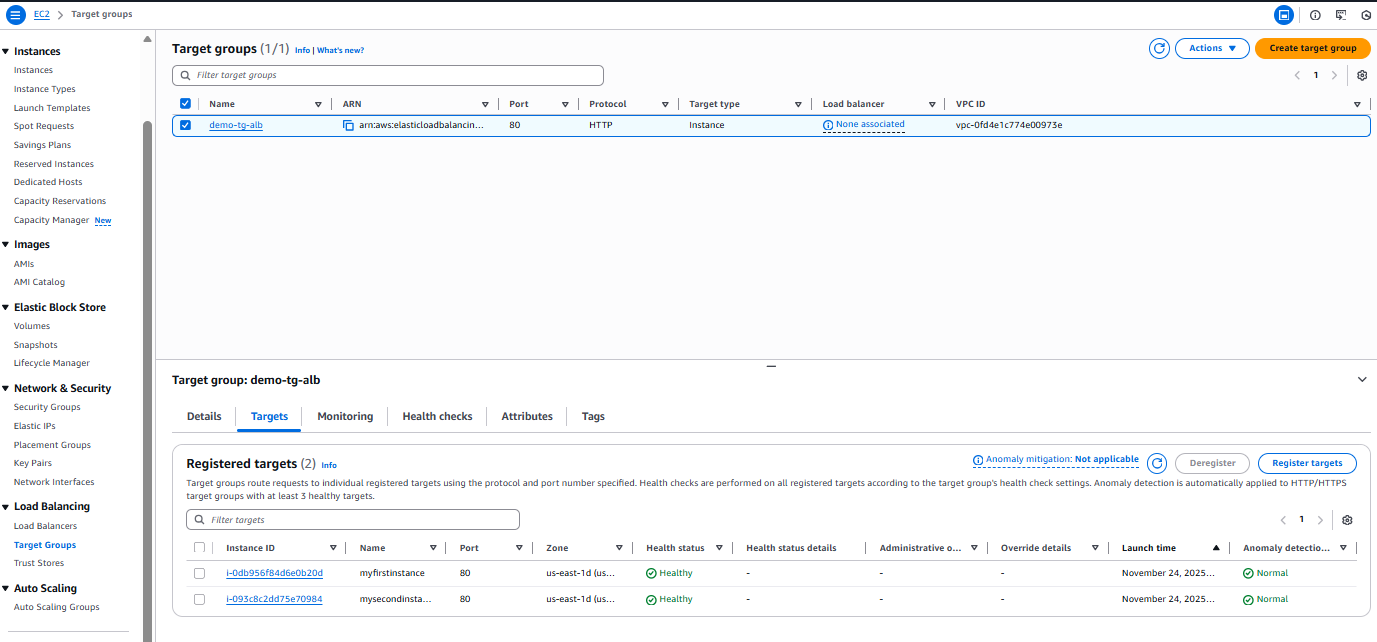 EC2 > Target groups
Instances
Instances
Instance Types
Launch Templates
Spot Requests
Savings Plans
Reserved Instances
Dedicated Hosts
Capacity Reservations
Capacity Manager New
Images
AMIs
AMI Catalog
Elastic Block Store
Volumes
Snapshots
Lifecycle Manager
Network & Security
Security Groups
Elastic IPs
Placement Groups
Key Pairs
Network Interfaces
Load Balancing
Load Balancers
Target Groups
Trust Stores
Auto Scaling
Auto Scaling Groups
Target groups (1/1) Info | What's new?
Actions
Create target group
Filter target groups
1
Name ARN Port Protocol Target type Load balancer VPC ID
demo-tg-alb arn:aws:elasticloadbalancin... 80 HTTP Instance None associated vpc-0fd4e1c774e00973e
Target group: demo-tg-alb
Details Targets Monitoring Health checks Attributes Tags
Registered targets (2) Info
Anomaly mitigation: Not applicable
Deregister
Register targets
Target groups route requests to individual registered targets using the protocol and port number specified. Health checks are performed on all registered targets according to the target group's health check settings. Anomaly detection is automatically applied to HTTP/HTTPS
target groups with at least 3 healthy targets.
Filter targets
1
Instance ID Name Port Zone Health status Health status details Administrative o... Override details Launch time Anomaly detectio...
i-0db956f84d6e0b20d myfirstinstance 80 us-east-1d (us... Healthy - - - November 24, 2025... Normal
i-093c8c2dd75e70984 mysecondinsta... 80 us-east-1d (us... Healthy - - - November 24, 2025... Normal